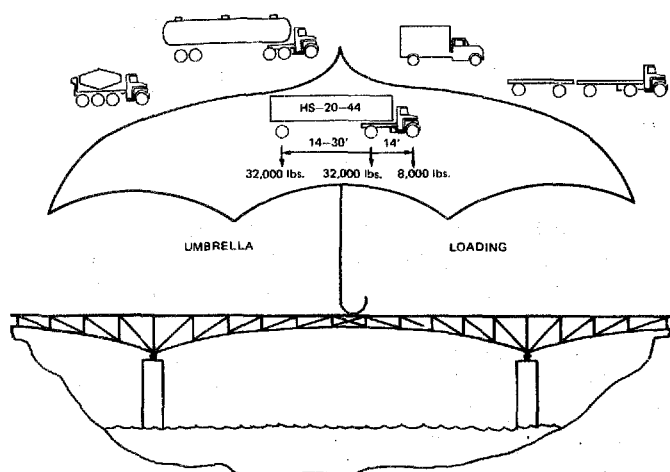 HS-20-44
14-30' 14'
32,000 lbs. 32,000 lbs. 8,000 lbs.
UMBRELLA LOADING